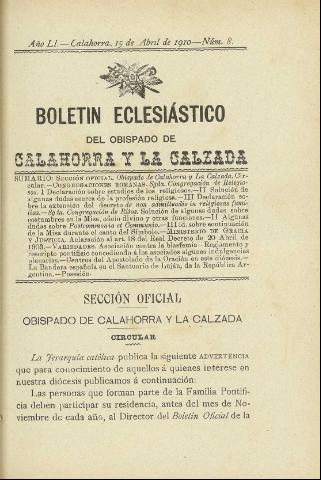 Año LI.—Calahorra, 15 de Abril de 1910—Núm. 8.
BOLETIN ECLESIÁSTICO
DEL OBISPADO DE
CALAHORRA Y LA CALZADA
SUMARIO: SECCIÓN OFICIAL, Obispado de Calahorra y La Calzada. Cir-
cular.—CONGREGACIONES ROMANAS—Spta. Congregación de Religio-
sos. I Declaración sobre estudios de los religiosos.—II Solución de
algunas dudas acerca de la profesión religiosa.—III Declaración so-
bre la extensión del decreto de non admittendis in religiosas fami-
lias.—Spta. Congregación de Ritos. Solución de algunas dudas sobre
costumbres en la Misa, oficio divino y otras funciones.—II Algunas
dudas sobre Postcommunio et Communio.—III Id. sobre continuación
de la Misa durante el canto del Símbolo.—MINISTERIO DE GRACIA
Y JUSTICIA. Aclaración al art. 18 del Real Decreto de 20 Abril de
1903.—VARIEDADES. Asociación contra la blasfemia—Reglamento y
rescripto pontificio concediendo á los asociados algunas indulgencias
plenarias.—Centros del Apostolado de la Oración en esta diócesis.—
La Bandera española en el Santuario de Luján, de la República Ar-
gentina.—Posesión.
SECCIÓN OFICIAL
OBISPADO DE CALAHORRA Y LA CALZADA
CIRCULAR
La Jerarquía católica publica la siguiente ADVERTENCIA
que para conocimiento de aquellos á quienes interese en
nuestra diócesis publicamos á continuación:
Las personas que forman parte de la Familia Pontifi-
cia deben participar su residencia, antes del mes de No-
viembre de cada año, al Director del Boletin Oficial de la